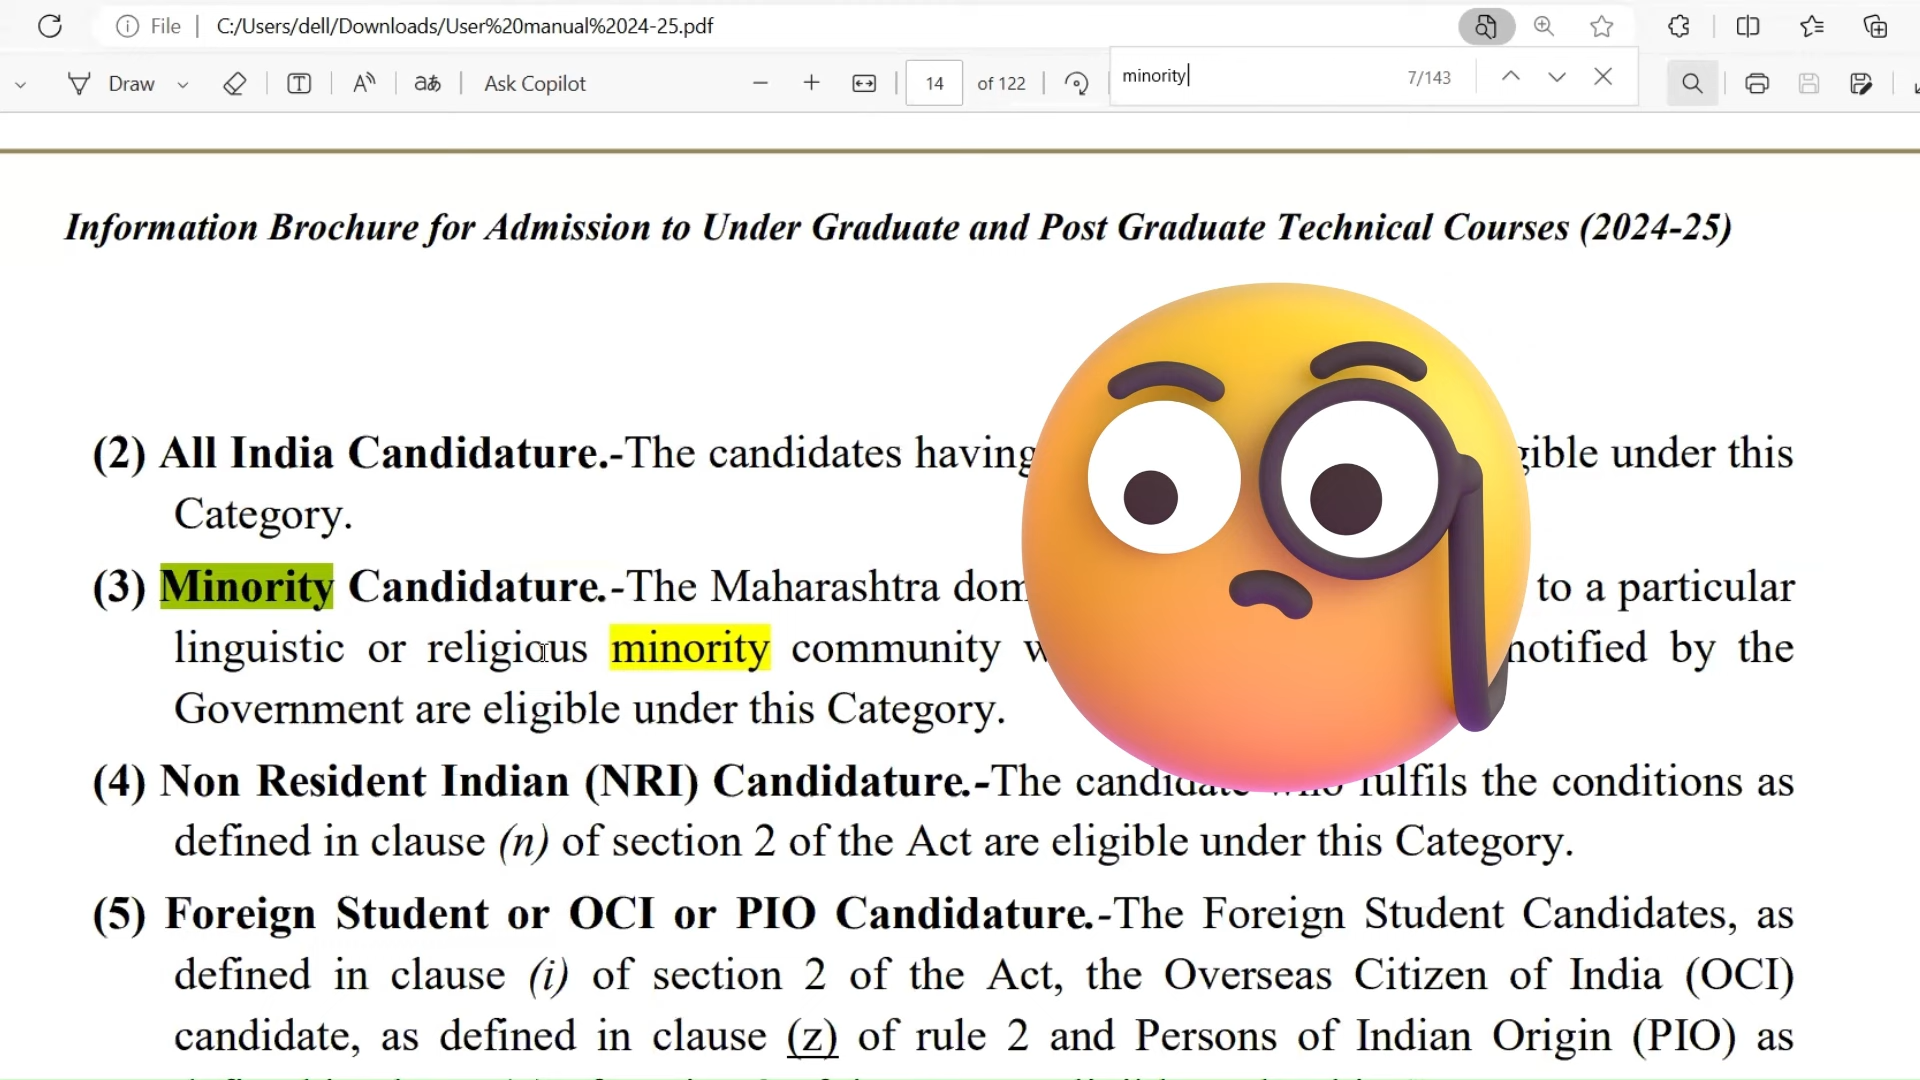 File C:/Users/dell/Downloads/User%20manual%2024-25.pdf
Draw aあ Ask Copilot 14 of 122 minority 7/143
Information Brochure for Admission to Under Graduate and Post Graduate Technical Courses (2024-25)
(2) All India Candidature.-The candidates having under this
Category.
(3) Minority Candidature.-The Maharashtra to a particular
linguistic or religious minority community notified by the
Government are eligible under this Category.
(4) Non Resident Indian (NRI) Candidature.-The fulfils the conditions as
defined in clause (n) of section 2 of the Act are eligible under this Category.
(5) Foreign Student or OCI or PIO Candidature.-The Foreign Student Candidates, as
defined in clause (i) of section 2 of the Act, the Overseas Citizen of India (OCI)
candidate, as defined in clause (z) of rule 2 and Persons of Indian Origin (PIO) as